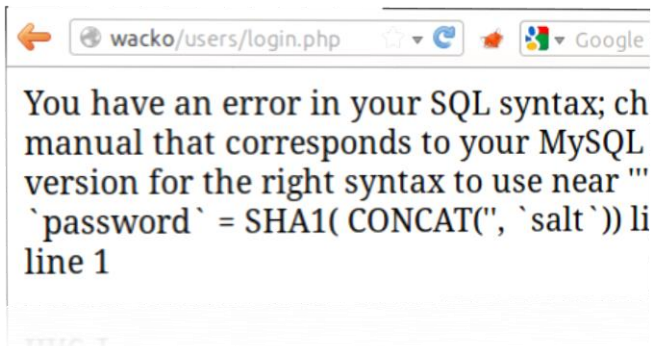 wacko/users/login.php
Google
You have an error in your SQL syntax; ch
manual that corresponds to your MySQL
version for the right syntax to use near '''
`password` = SHA1( CONCAT('', `salt`)) li
line 1